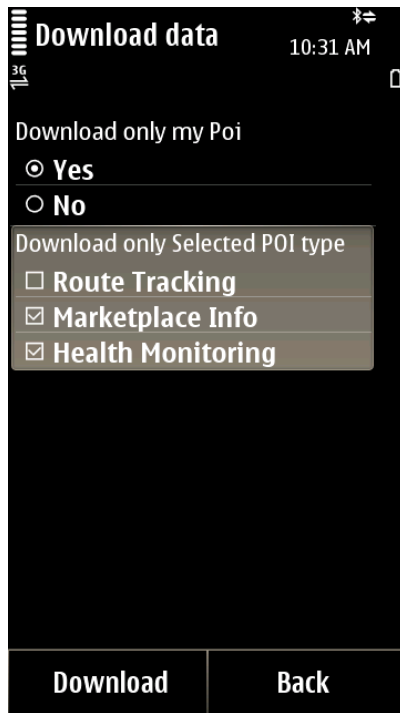 Download data
10:31 AM
3G
Download only my Poi
Yes
No
Download only Selected POI type
Route Tracking
Marketplace Info
Health Monitoring
Download
Back